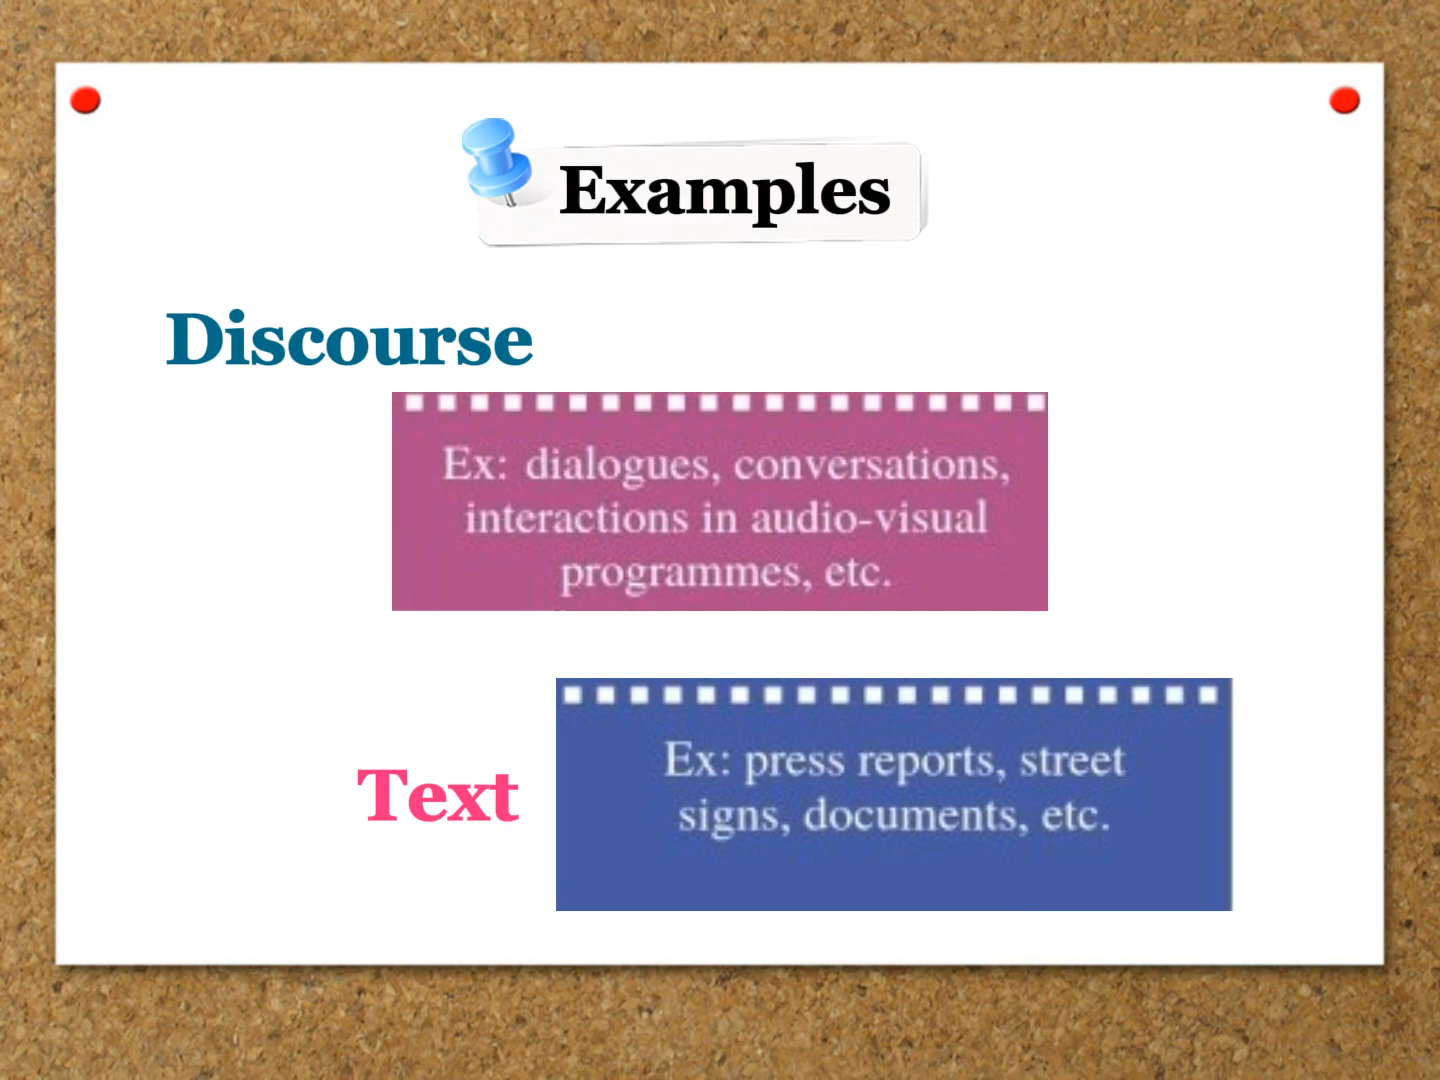 Examples
Discourse
Ex: dialogues, conversations,
interactions in audio-visual
programmes, etc.
Text
Ex: press reports, street
signs, documents, etc.